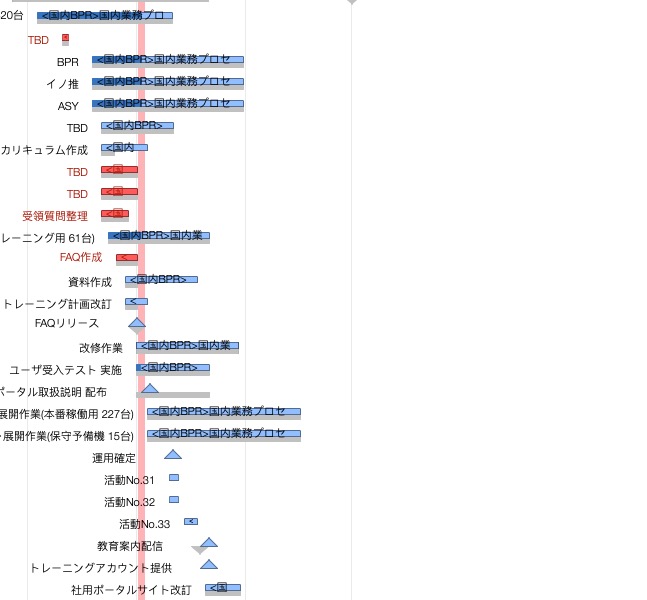 20台 <国内BPR>国内業務プロ
TBD
BPR <国内BPR>国内業務プロセ
イノ推 <国内BPR>国内業務プロセ
ASY <国内BPR>国内業務プロセ
TBD <国内BPR>
カリキュラム作成 <国内
TBD <国
TBD <国
受領質問整理 <国
レーニング用 61台) <国内BPR>国内業
FAQ作成 <
資料作成 <国内BPR>
トレーニング計画改訂 <
FAQリリース
改修作業 <国内BPR>国内業
ユーザ受入テスト 実施 <国内BPR>
ポータル取扱説明 配布
展開作業(本番稼働用 227台) <国内BPR>国内業務プロセ
展開作業(保守予備機 15台) <国内BPR>国内業務プロセ
運用確定
活動No.31
活動No.32
活動No.33 <
教育案内配信
トレーニングアカウント提供
社用ポータルサイト改訂 <国